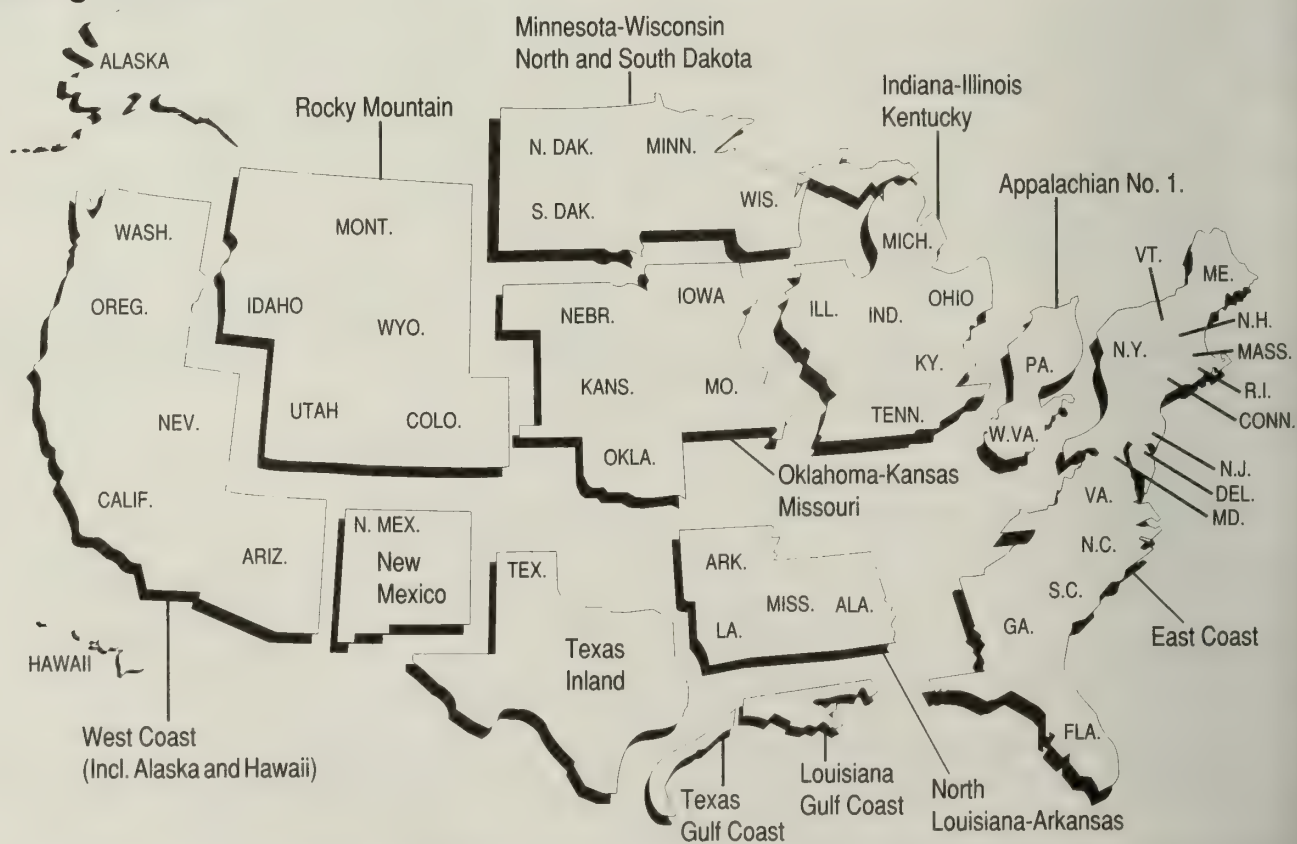 Minnesota-Wisconsin
North and South Dakota
ALASKA
Rocky Mountain
Indiana-Illinois
Kentucky
Appalachian No. 1.
N. DAK.
MINN.
S. DAK.
WIS.
WASH.
MONT.
MICH.
VT.
ME.
OREG.
IDAHO
WYO.
NEBR.
IOWA
ILL.
IND.
OHIO
N.H.
N.Y.
MASS.
KANS.
MO.
KY.
PA.
R.I.
NEV.
UTAH
COLO.
TENN.
CONN.
W.VA.
OKLA.
Oklahoma-Kansas
Missouri
N.J.
DEL.
MD.
CALIF.
VA.
N. MEX.
New
Mexico
ARIZ.
TEX.
ARK.
N.C.
MISS.
ALA.
S.C.
LA.
GA.
East Coast
HAWAII
Texas
Inland
FLA.
West Coast
(Incl. Alaska and Hawaii)
Texas
Gulf Coast
Louisiana
Gulf Coast
North
Louisiana-Arkansas